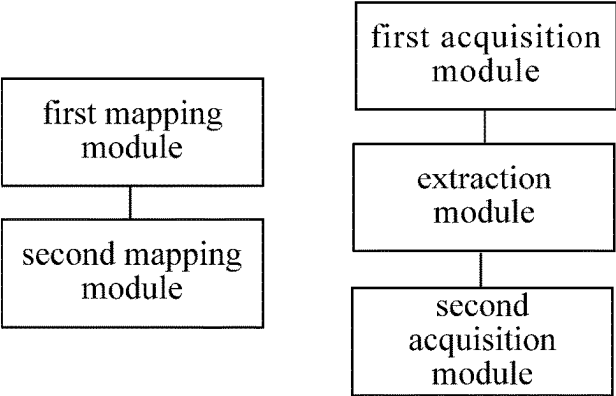 first mapping
module
second mapping
module
first acquisition
module
extraction
module
second
acquisition
module